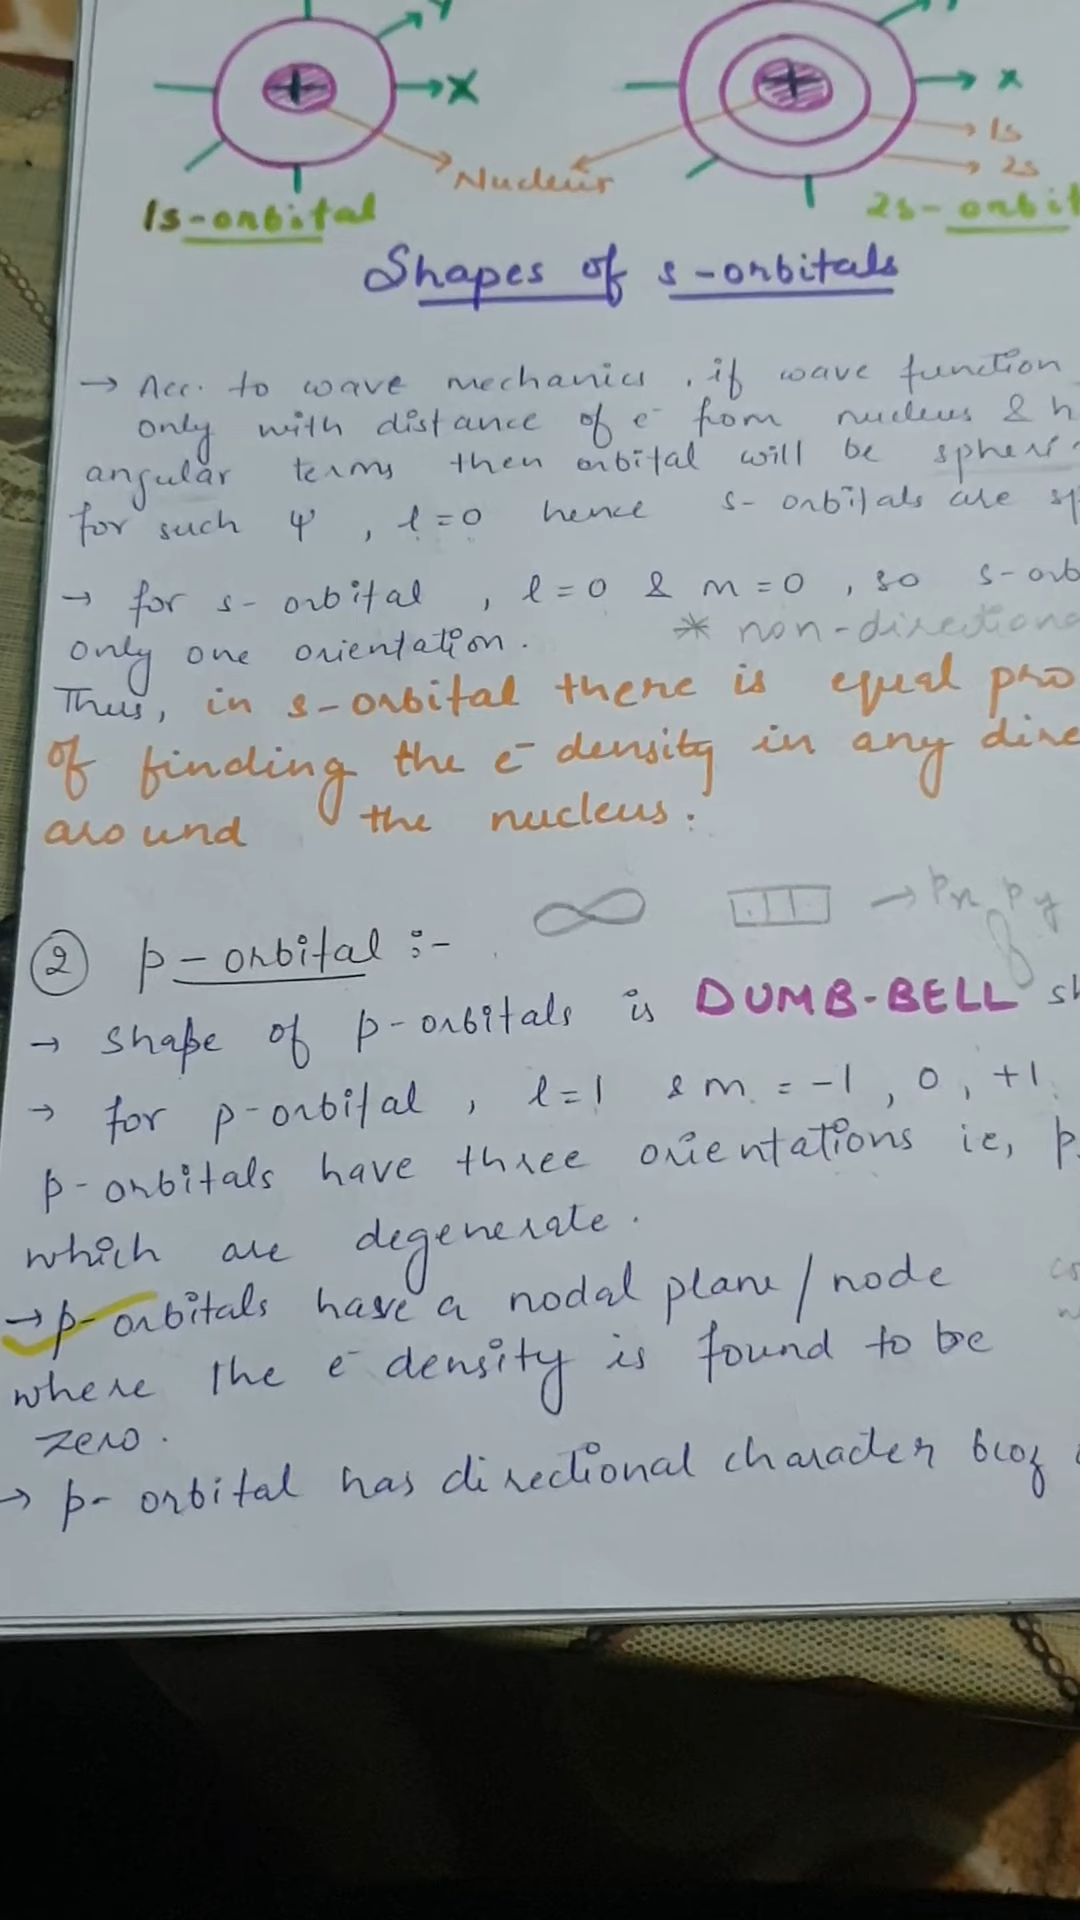 Y
X
x
1s
2s
Nucleur
1s-orbital
2s-orbit
Shapes of s-orbitals
→ Acc. to wave mechanics, if wave function
only with distance of e⁻ from nucleus & h
angular terms then orbital will be spheri
for such ψ, l=0 hence s-orbitals are sp
→ for s-orbital, l=0 & m=0, so s-orb
only one orientation.
* non-directiona
Thus, in s-orbital there is equal pro
of finding the e⁻ density in any dire
around the nucleus.
→ Px Py
② p-orbital :-
→ shape of p-orbitals is DUMB-BELL sh
→ for p-orbital, l=1 & m = -1, 0, +1.
p-orbitals have three orientations ie, p
which are degenerate.
→ p-orbitals have a nodal plane/node
where the e⁻ density is found to be
zero.
→ p-orbital has directional character bcoz